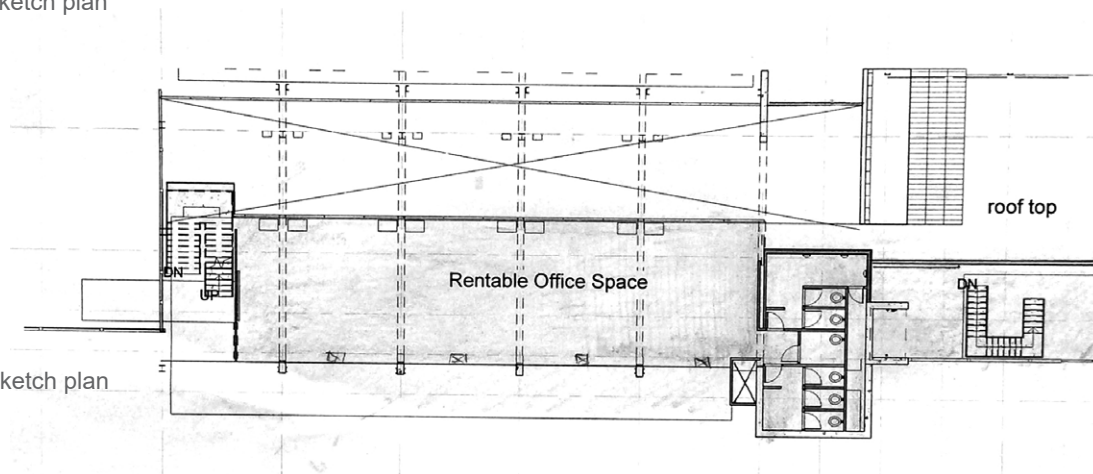 ketch plan
roof top
DN
Rentable Office Space
DN
UP
ketch plan